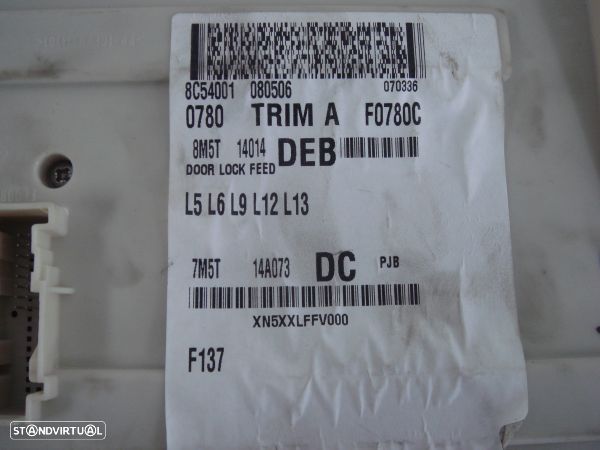 8C54001 080506 070336
0780 TRIM A F0780C
8M5T 14014 DEB
DOOR LOCK FEED
L5 L6 L9 L12 L13
7M5T 14A073 DC PJB
XN5XXLFFV000
F137
STANDVIRTUAL